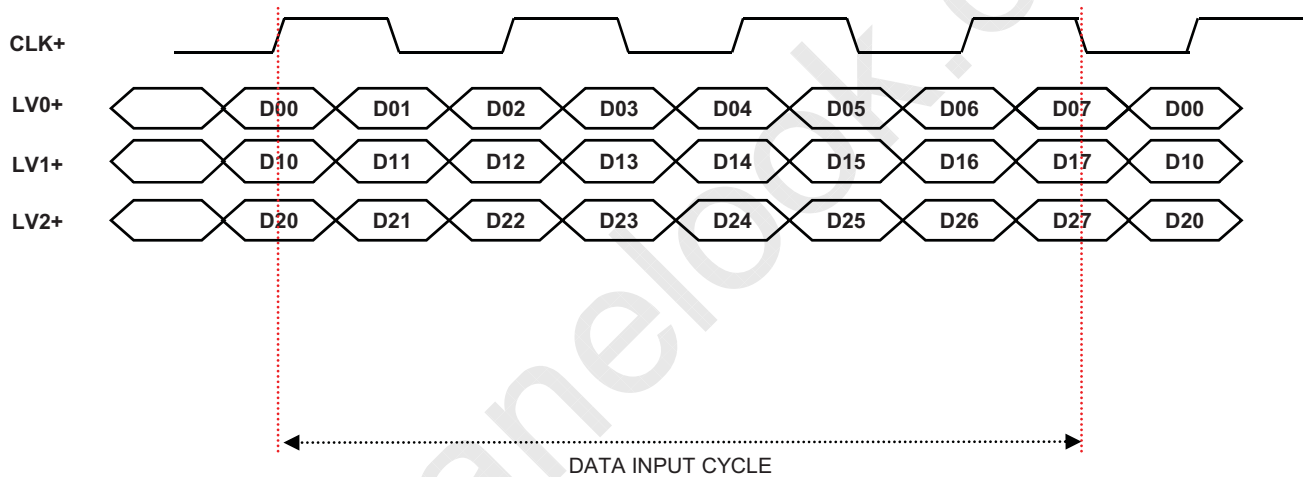 CLK+
LV0+ D00 D01 D02 D03 D04 D05 D06 D07 D00
LV1+ D10 D11 D12 D13 D14 D15 D16 D17 D10
LV2+ D20 D21 D22 D23 D24 D25 D26 D27 D20
DATA INPUT CYCLE